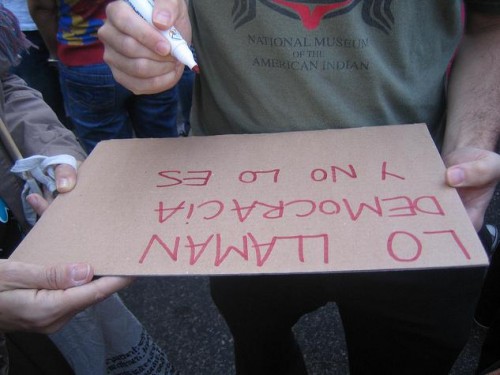 NATIONAL MUSEUM
OF THE
AMERICAN INDIAN
LO LLAMAN
DEMOCRACiA
Y NO LO ES